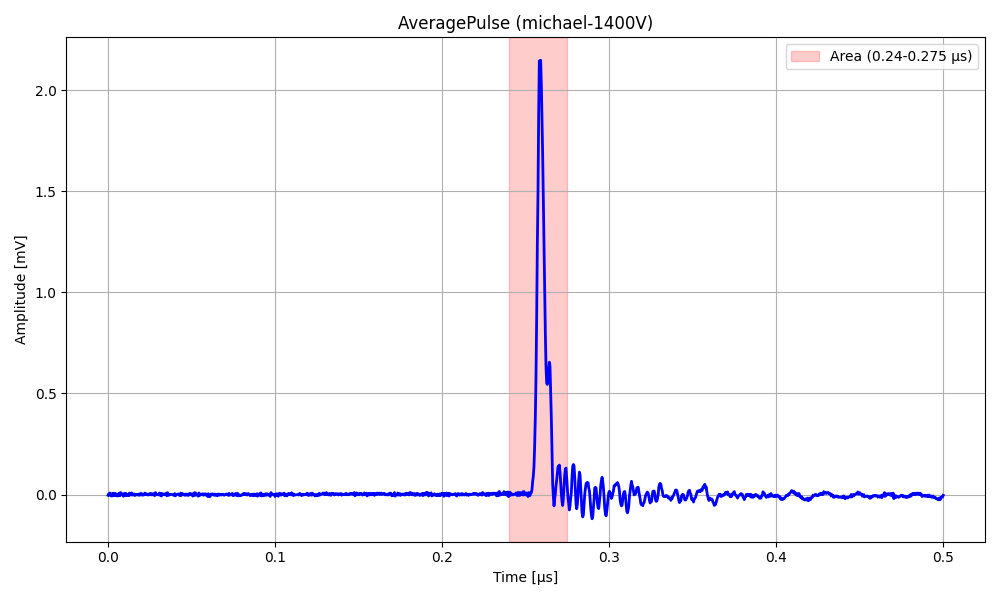 AveragePulse (michael-1400V)
Area (0.24-0.275 µs)
Amplitude [mV]
2.0
1.5
1.0
0.5
0.0
0.0 0.1 0.2 0.3 0.4 0.5
Time [µs]